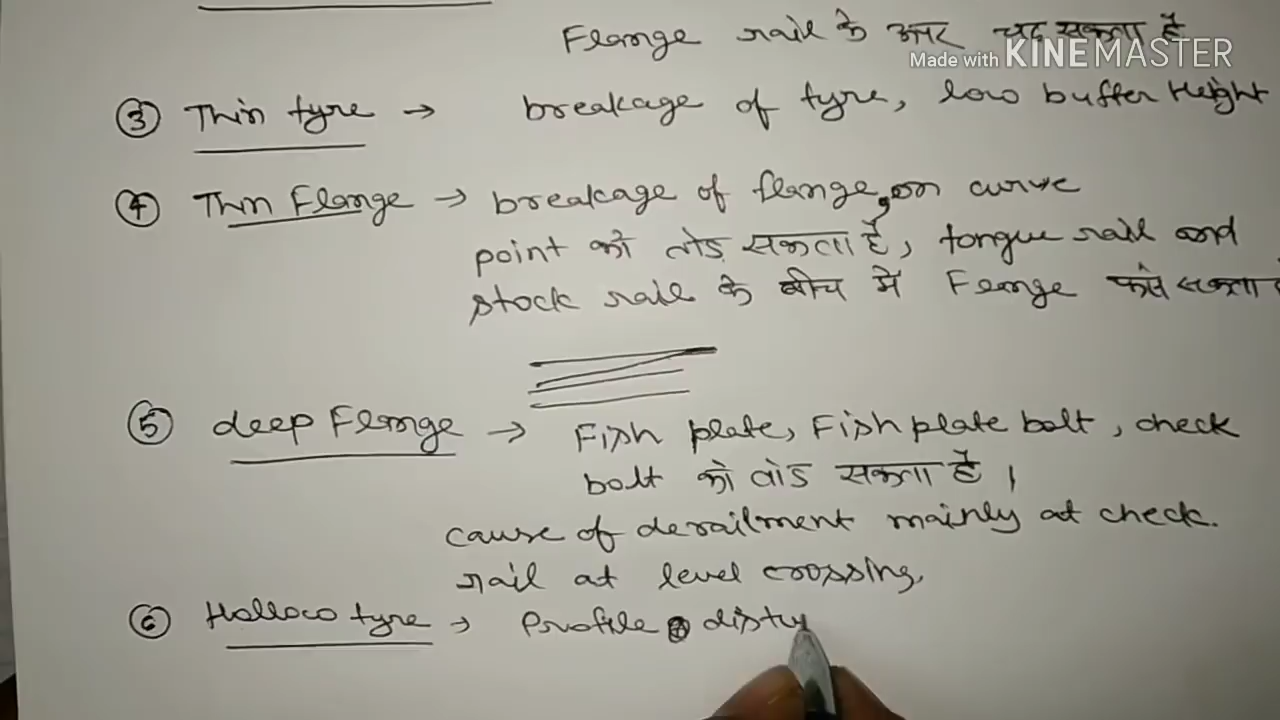 Flange rail के ऊपर चढ़ सकता है
Made with KINEMASTER
③ Thin tyre → breakage of tyre, low buffer Height
④ Thin Flange → breakage of flange, on curve
point को तोड़ सकता है, tongue rail and
stock rail के बीच में Flange फंस सकता
⑤ deep Flange → Fish plate, Fish plate bolt, check
bolt को तोड सकता है।
cause of derailment mainly at check.
rail at level crossing,
⑥ Hollow tyre → Profile distu